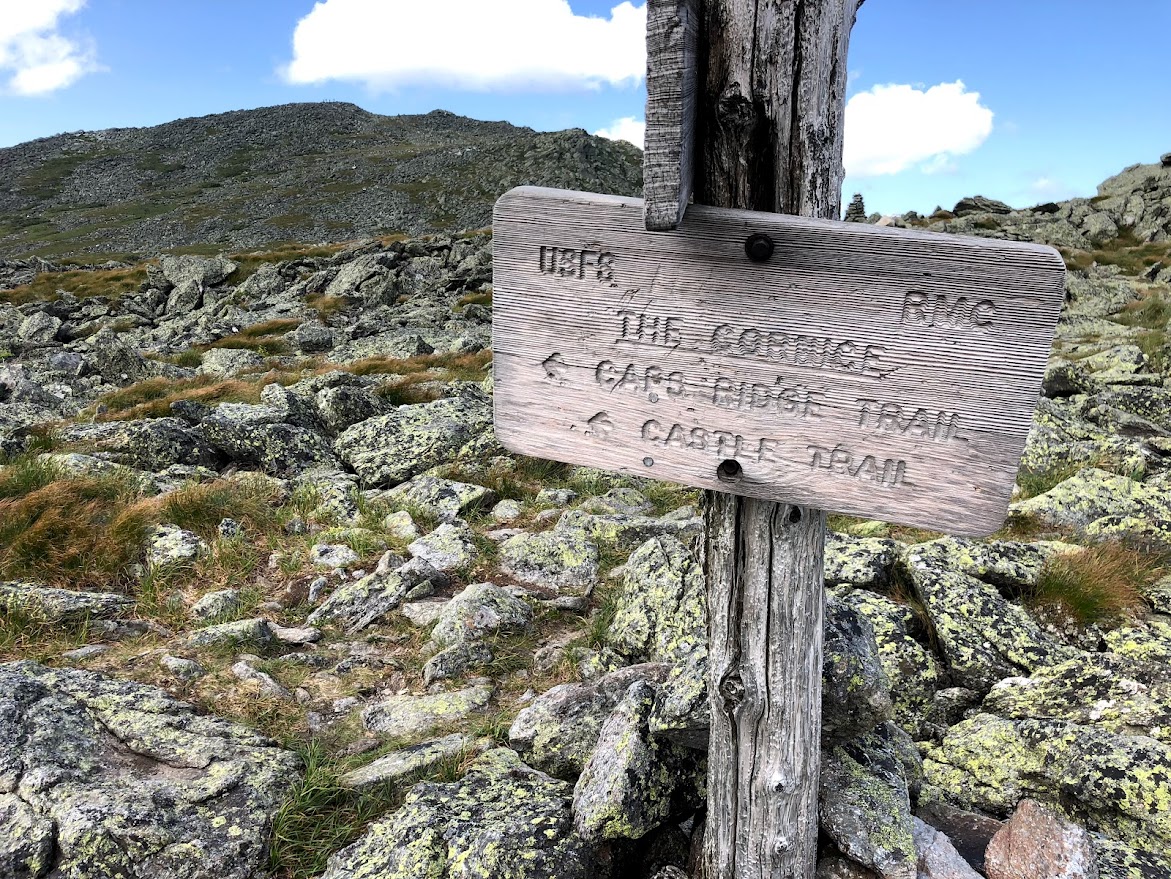 USFS RMC
THE CORNICE
← CAPS RIDGE TRAIL
← CASTLE TRAIL